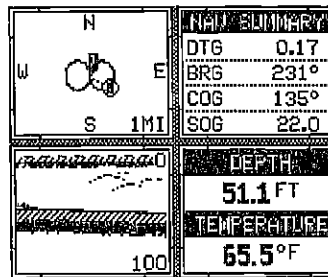 N
W E
S 1MI
NAV SUMMARY
DTG 0.17
BRG 231°
COG 135°
SOG 22.0
0
100
DEPTH
51.1 FT
TEMPERATURE
65.5°F